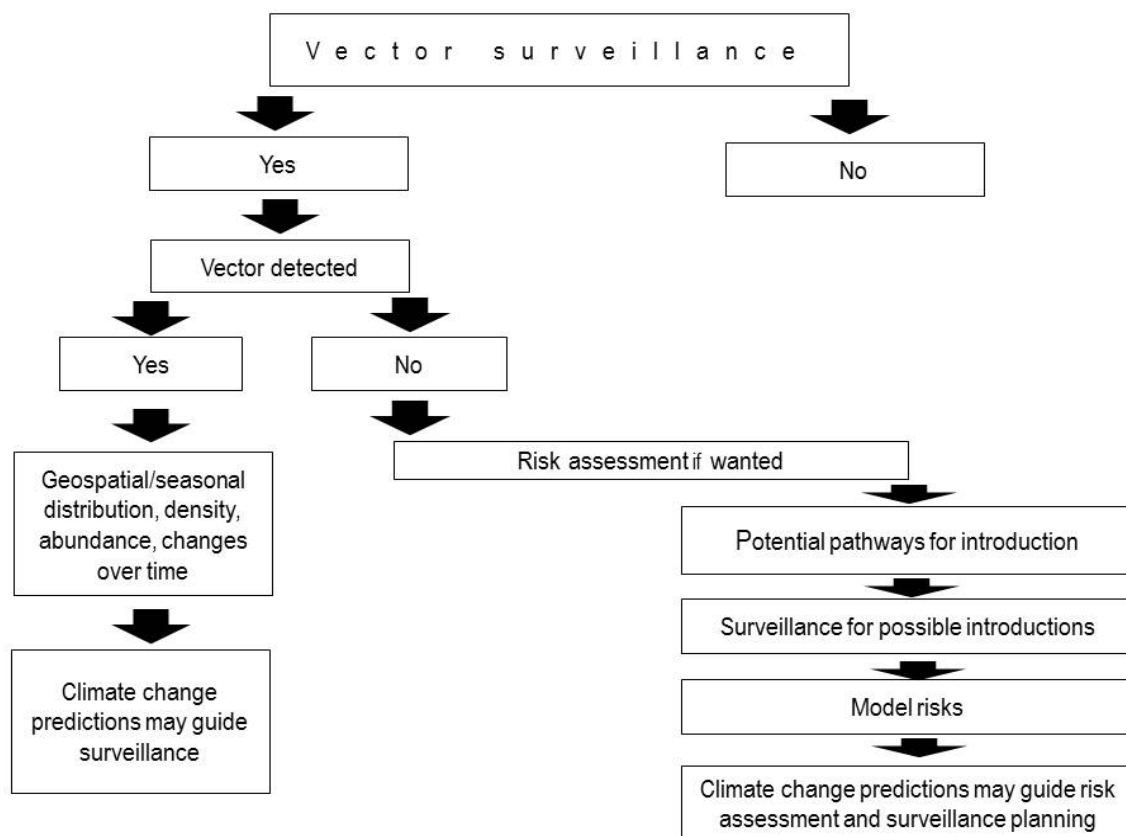 Vector surveillance
Yes
No
Vector detected
Yes
No
Geospatial/seasonal
distribution, density,
abundance, changes
over time
Risk assessment if wanted
Potential pathways for introduction
Surveillance for possible introductions
Climate change
predictions may guide
surveillance
Model risks
Climate change predictions may guide risk
assessment and surveillance planning